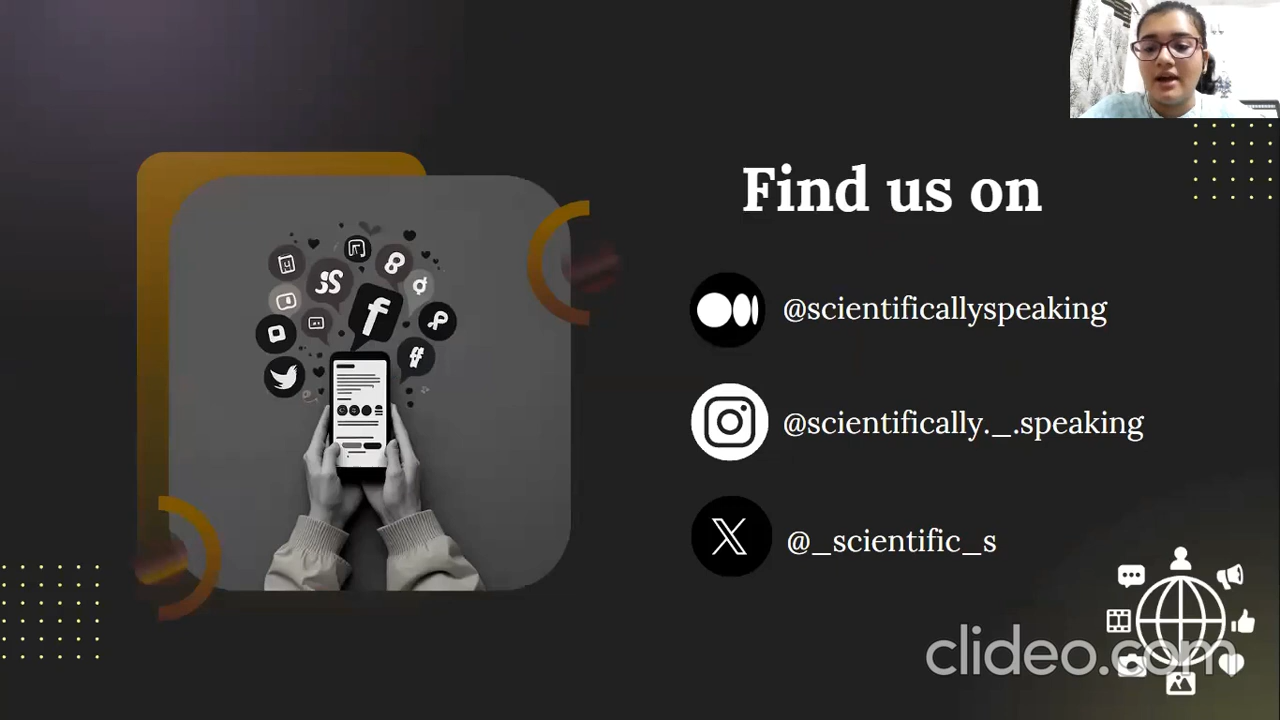 Find us on
@scientificallyspeaking
@scientifically._.speaking
@_scientific_s
clideo.com